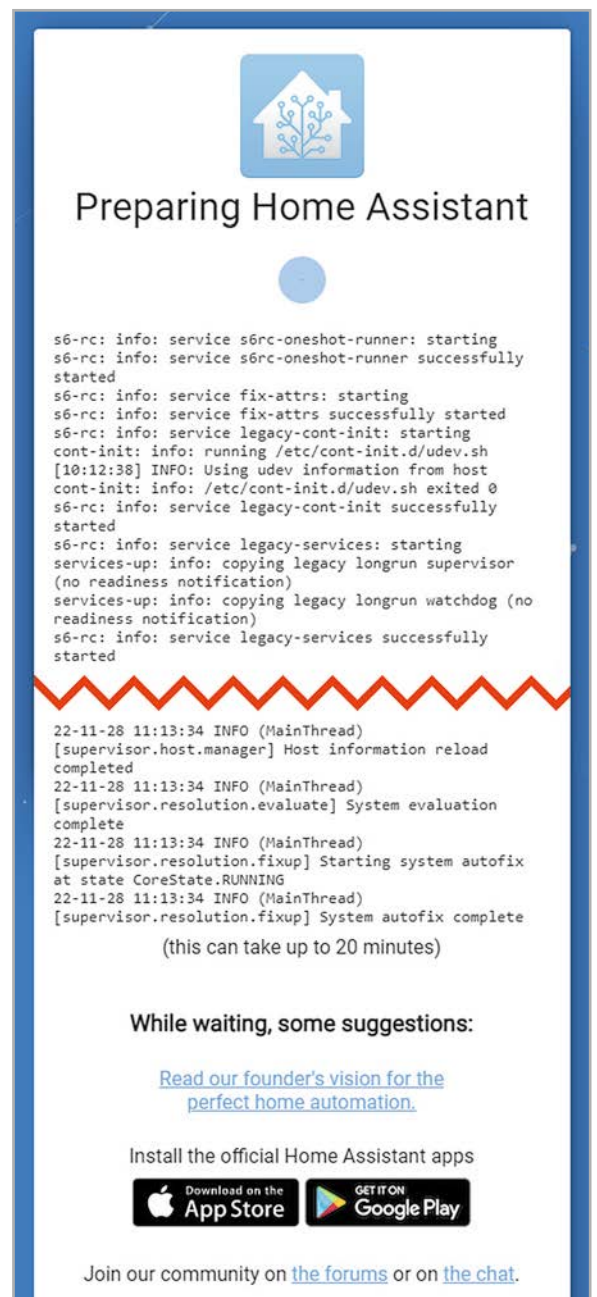 Preparing Home Assistant
s6-rc: info: service s6rc-oneshot-runner: starting
s6-rc: info: service s6rc-oneshot-runner successfully
started
s6-rc: info: service fix-attrs: starting
s6-rc: info: service fix-attrs successfully started
s6-rc: info: service legacy-cont-init: starting
cont-init: info: running /etc/cont-init.d/udev.sh
[10:12:38] INFO: Using udev information from host
cont-init: info: /etc/cont-init.d/udev.sh exited 0
s6-rc: info: service legacy-cont-init successfully
started
s6-rc: info: service legacy-services: starting
services-up: info: copying legacy longrun supervisor
(no readiness notification)
services-up: info: copying legacy longrun watchdog (no
readiness notification)
s6-rc: info: service legacy-services successfully
started
22-11-28 11:13:34 INFO (MainThread)
[supervisor.host.manager] Host information reload
completed
22-11-28 11:13:34 INFO (MainThread)
[supervisor.resolution.evaluate] System evaluation
complete
22-11-28 11:13:34 INFO (MainThread)
[supervisor.resolution.fixup] Starting system autofix
at state CoreState.RUNNING
22-11-28 11:13:34 INFO (MainThread)
[supervisor.resolution.fixup] System autofix complete
(this can take up to 20 minutes)
While waiting, some suggestions:
Read our founder's vision for the
perfect home automation.
Install the official Home Assistant apps
Download on the App Store
GET IT ON Google Play
Join our community on the forums or on the chat.